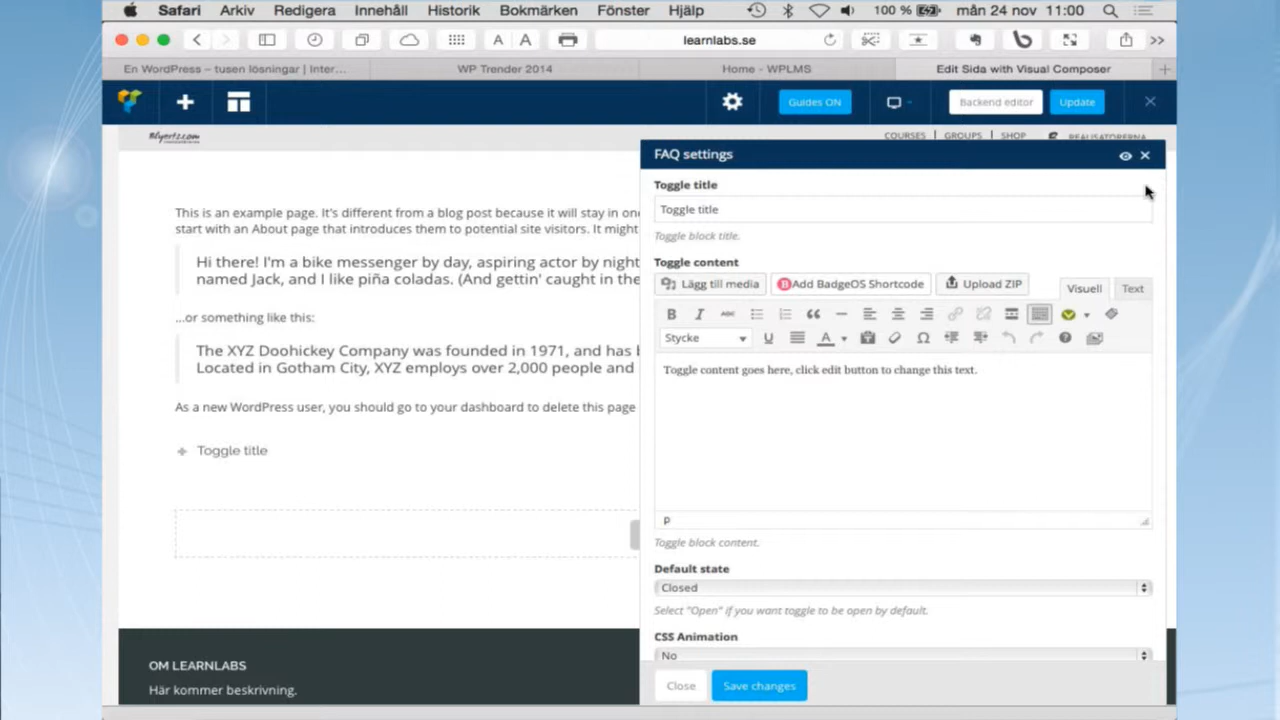 Safari Arkiv Redigera Innehåll Historik Bokmärken Fönster Hjälp 100 % mån 24 nov 11:00
A A learnlabs.se
En WordPress – tusen lösningar | Inter... WP Trender 2014 Home - WPLMS Edit Sida with Visual Composer
Guides ON Backend editor Update
Blyertz.com COURSES GROUPS SHOP REALISATORERNA
FAQ settings
Toggle title
Toggle title
Toggle block title.
Toggle content
Lägg till media Add BadgeOS Shortcode Upload ZIP Visuell Text
B I ABC
Stycke U A
Toggle content goes here, click edit button to change this text.
p
Toggle block content.
Default state
Closed
Select "Open" if you want toggle to be open by default.
CSS Animation
No
Close Save changes
This is an example page. It's different from a blog post because it will stay in one
start with an About page that introduces them to potential site visitors. It might
Hi there! I'm a bike messenger by day, aspiring actor by night
named Jack, and I like piña coladas. (And gettin' caught in the
...or something like this:
The XYZ Doohickey Company was founded in 1971, and has
Located in Gotham City, XYZ employs over 2,000 people and
As a new WordPress user, you should go to your dashboard to delete this page
Toggle title
OM LEARNLABS
Här kommer beskrivning.